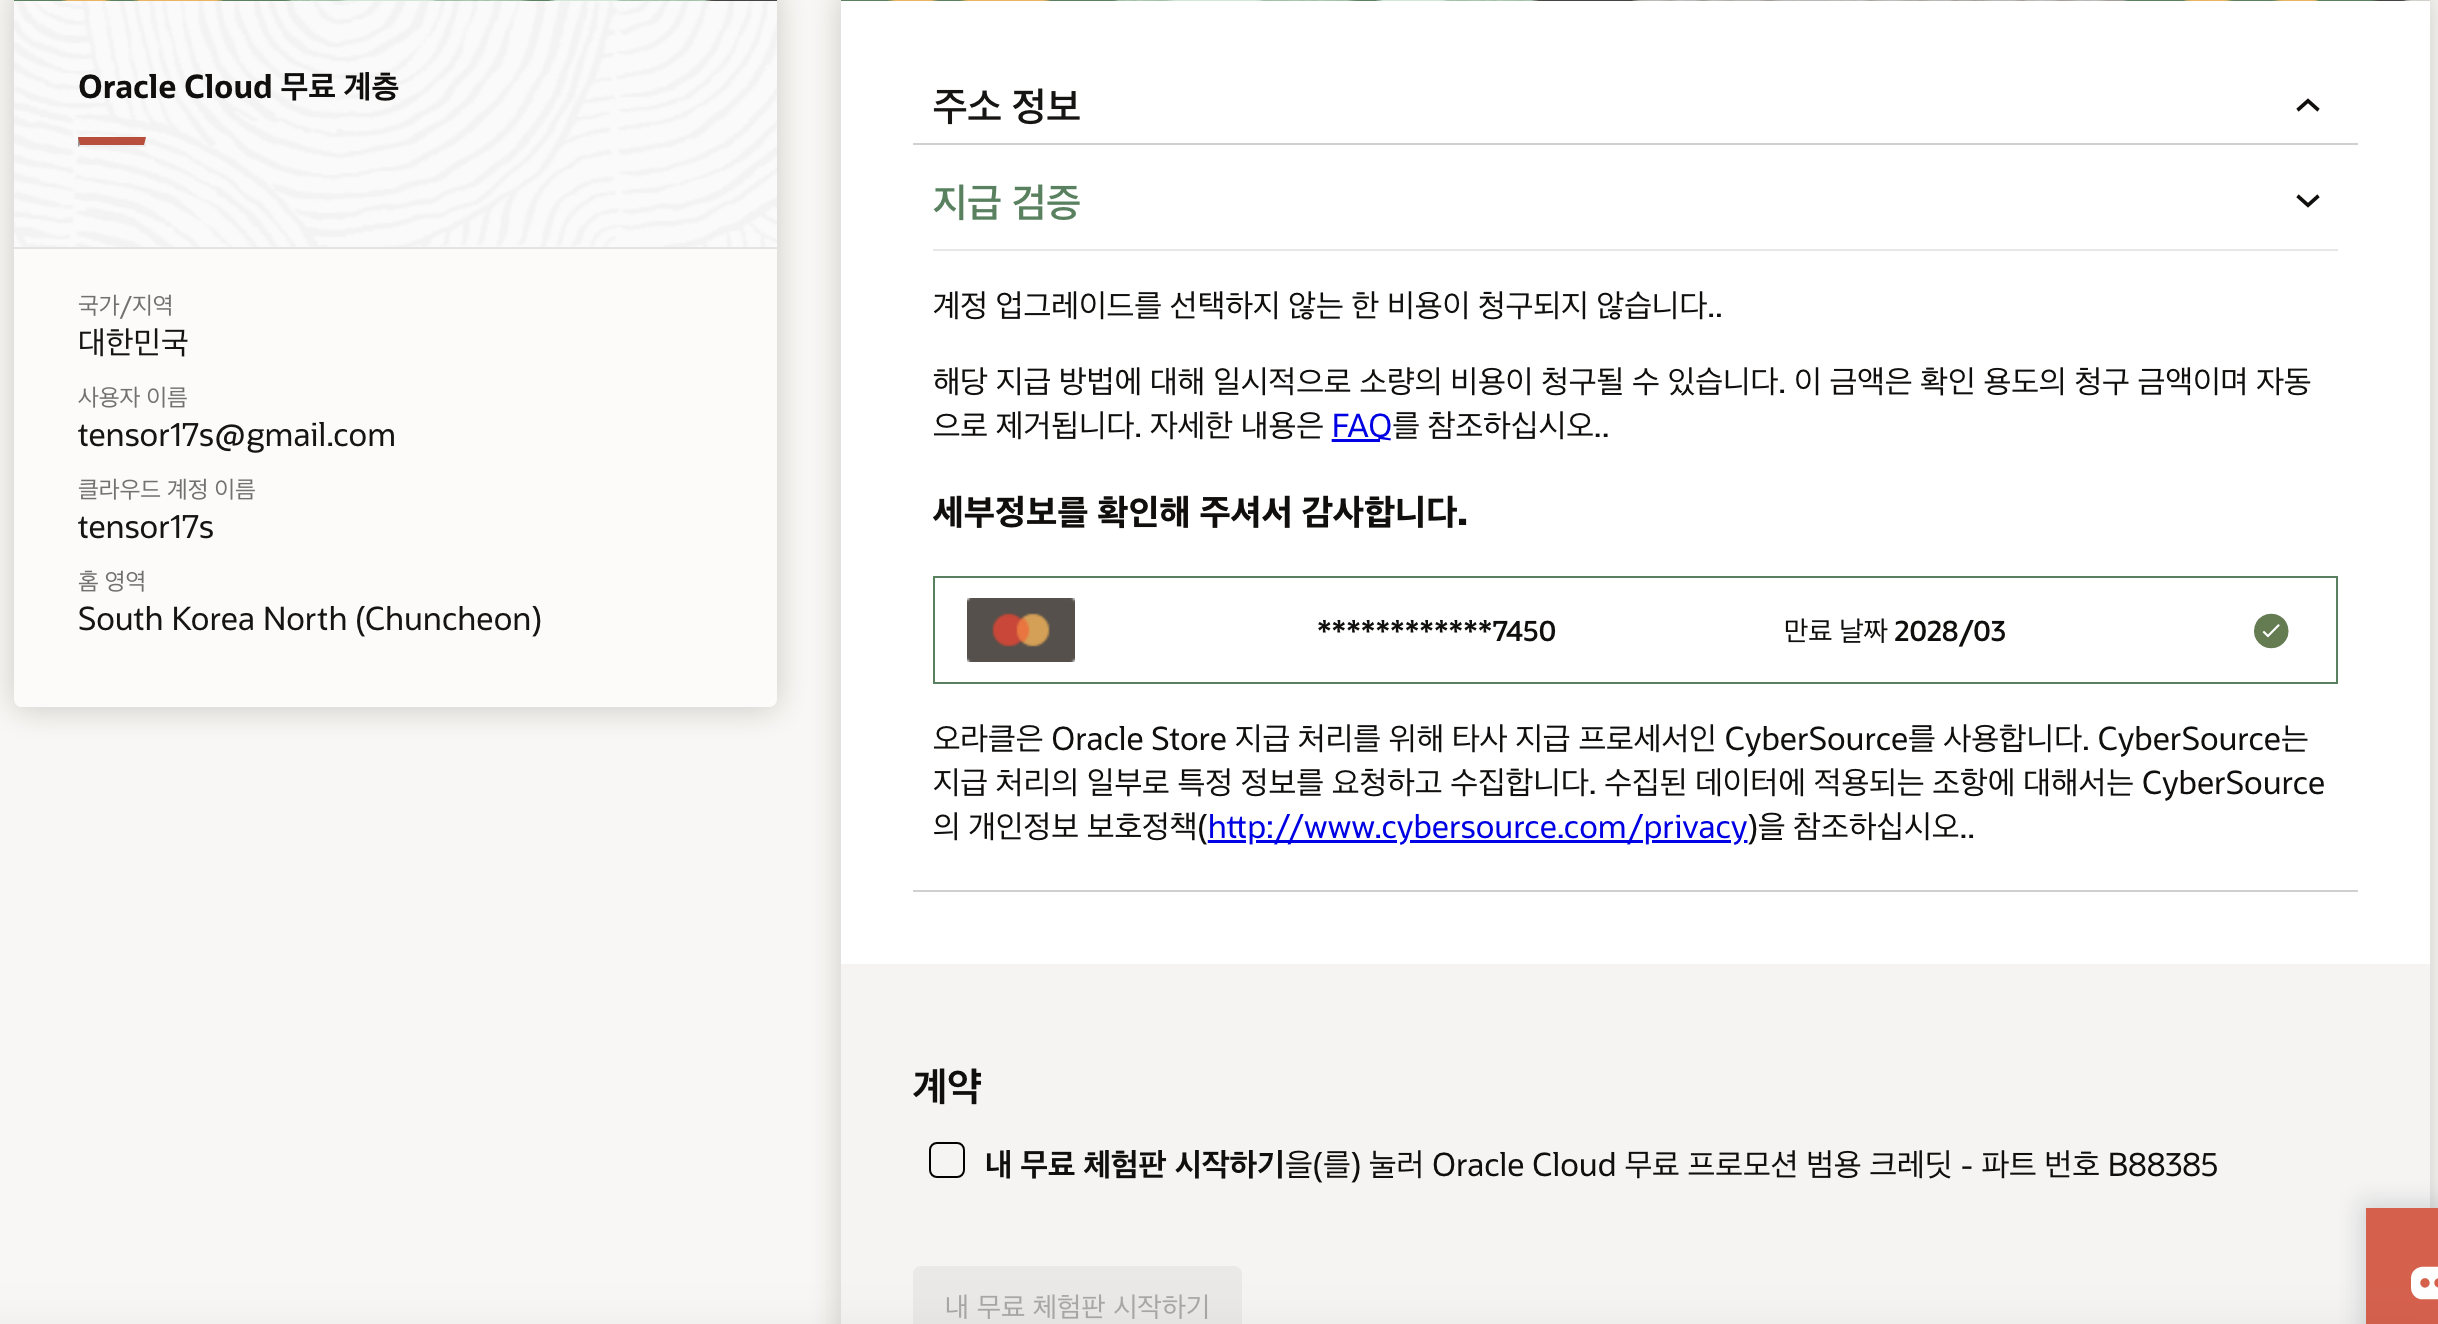 Oracle Cloud 무료 계층
국가/지역
대한민국
사용자 이름
tensor17s@gmail.com
클라우드 계정 이름
tensor17s
홈 영역
South Korea North (Chuncheon)
주소 정보
지급 검증
계정 업그레이드를 선택하지 않는 한 비용이 청구되지 않습니다..
해당 지급 방법에 대해 일시적으로 소량의 비용이 청구될 수 있습니다. 이 금액은 확인 용도의 청구 금액이며 자동
으로 제거됩니다. 자세한 내용은 FAQ를 참조하십시오..
세부정보를 확인해 주셔서 감사합니다.
************7450 만료 날짜 2028/03
오라클은 Oracle Store 지급 처리를 위해 타사 지급 프로세서인 CyberSource를 사용합니다. CyberSource는
지급 처리의 일부로 특정 정보를 요청하고 수집합니다. 수집된 데이터에 적용되는 조항에 대해서는 CyberSource
의 개인정보 보호정책(http://www.cybersource.com/privacy)을 참조하십시오..
계약
내 무료 체험판 시작하기을(를) 눌러 Oracle Cloud 무료 프로모션 범용 크레딧 - 파트 번호 B88385
내 무료 체험판 시작하기